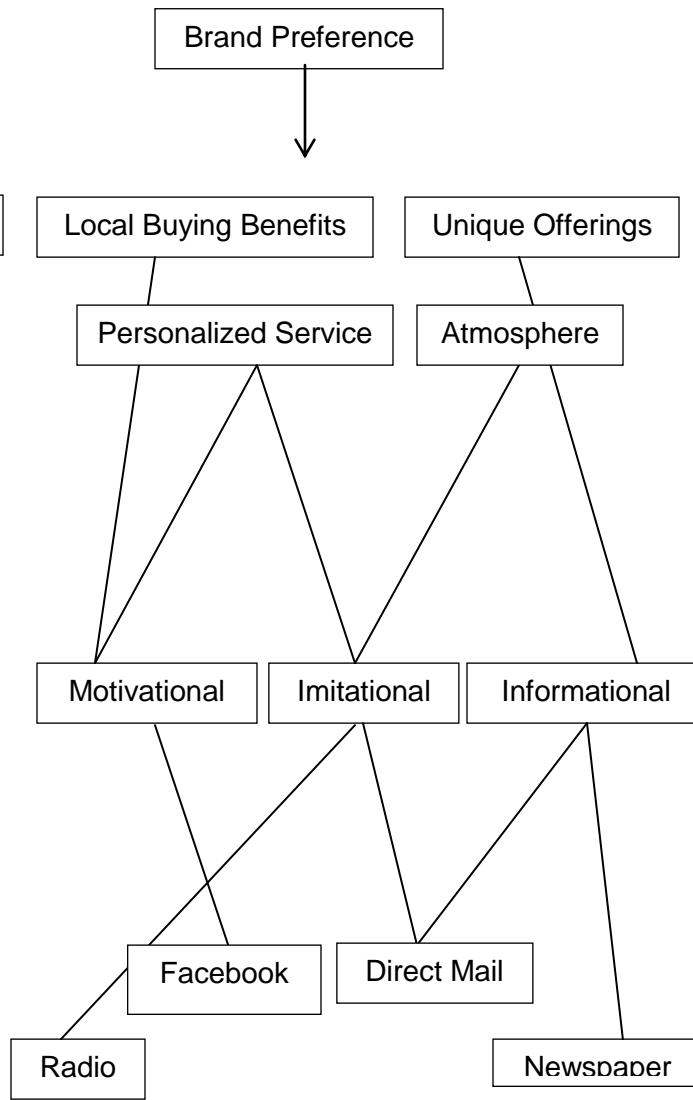 Brand Preference
Local Buying Benefits
Unique Offerings
Personalized Service
Atmosphere
Motivational
Imitational
Informational
Facebook
Direct Mail
Radio
Newspaper